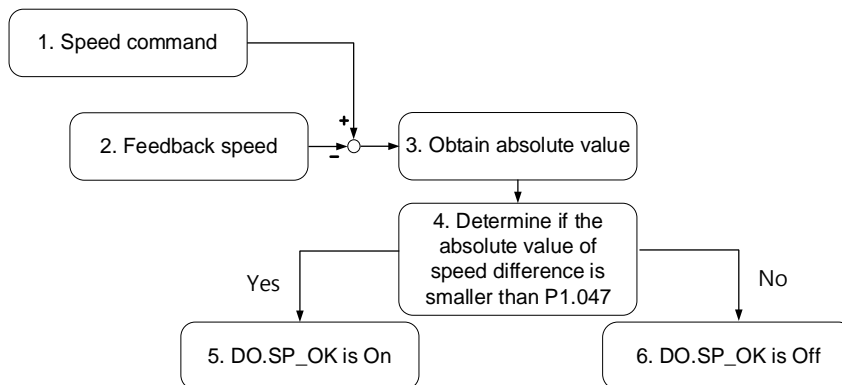 1. Speed command
+
2. Feedback speed
−
3. Obtain absolute value
4. Determine if the
absolute value of
speed difference is
smaller than P1.047
Yes
No
5. DO.SP_OK is On
6. DO.SP_OK is Off